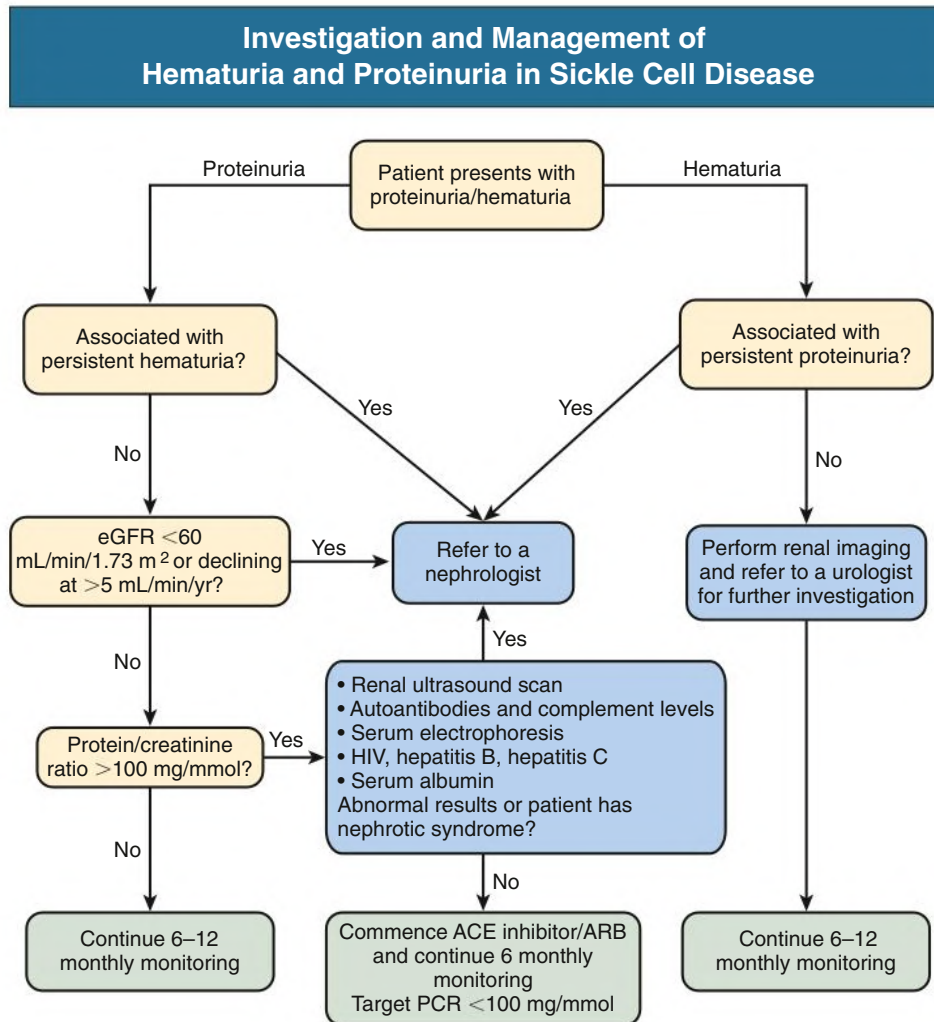 Investigation and Management of
Hematuria and Proteinuria in Sickle Cell Disease
Proteinuria
Patient presents with
proteinuria/hematuria
Hematuria
Associated with
persistent hematuria?
Associated with
persistent proteinuria?
Yes
Yes
No
No
eGFR <60
mL/min/1.73 m² or declining
at >5 mL/min/yr?
Yes
Refer to a
nephrologist
Perform renal imaging
and refer to a urologist
for further investigation
No
Yes
Protein/creatinine
ratio >100 mg/mmol?
Yes
• Renal ultrasound scan
• Autoantibodies and complement levels
• Serum electrophoresis
• HIV, hepatitis B, hepatitis C
• Serum albumin
Abnormal results or patient has
nephrotic syndrome?
No
No
Continue 6–12
monthly monitoring
Commence ACE inhibitor/ARB
and continue 6 monthly
monitoring
Target PCR <100 mg/mmol
Continue 6–12
monthly monitoring